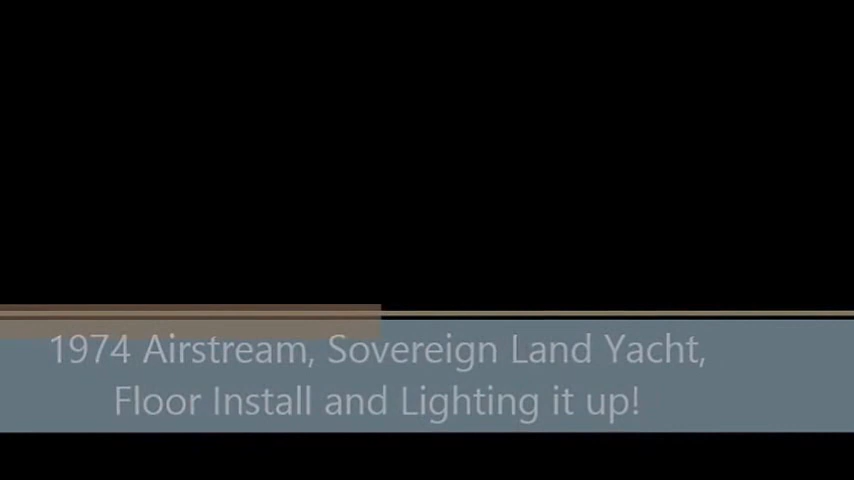 1974 Airstream, Sovereign Land Yacht,
Floor Install and Lighting it up!